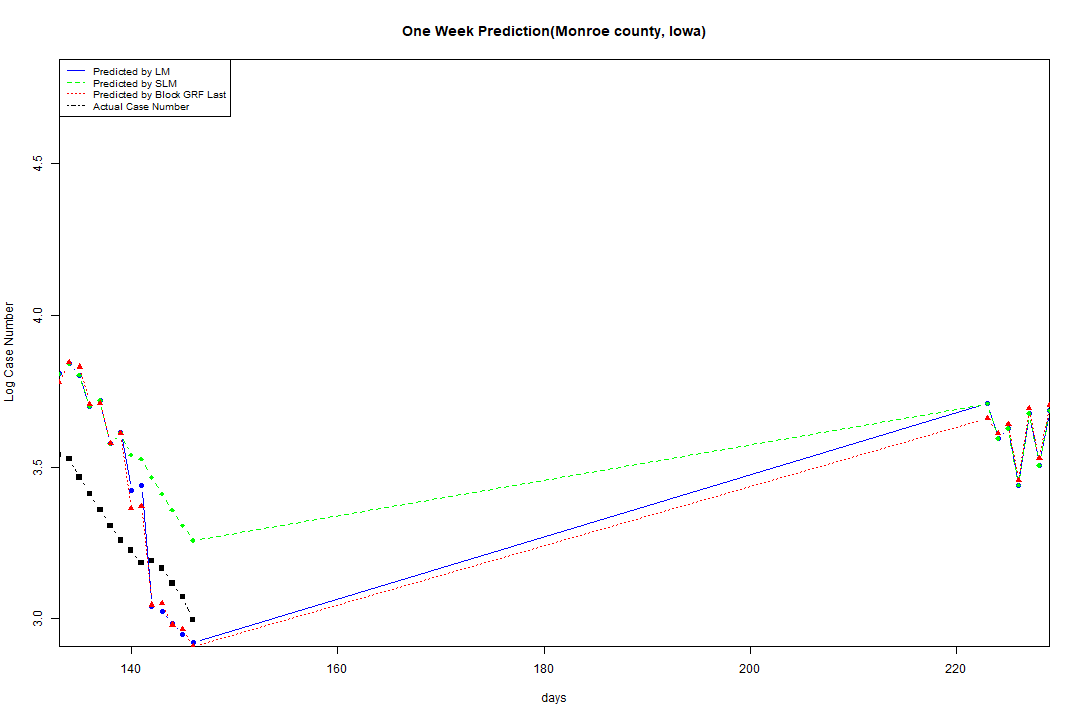 One Week Prediction(Monroe county, Iowa)
Predicted by LM
Predicted by SLM
Predicted by Block GRF Last
Actual Case Number
4.5
4.0
3.5
3.0
Log Case Number
140 160 180 200 220
days